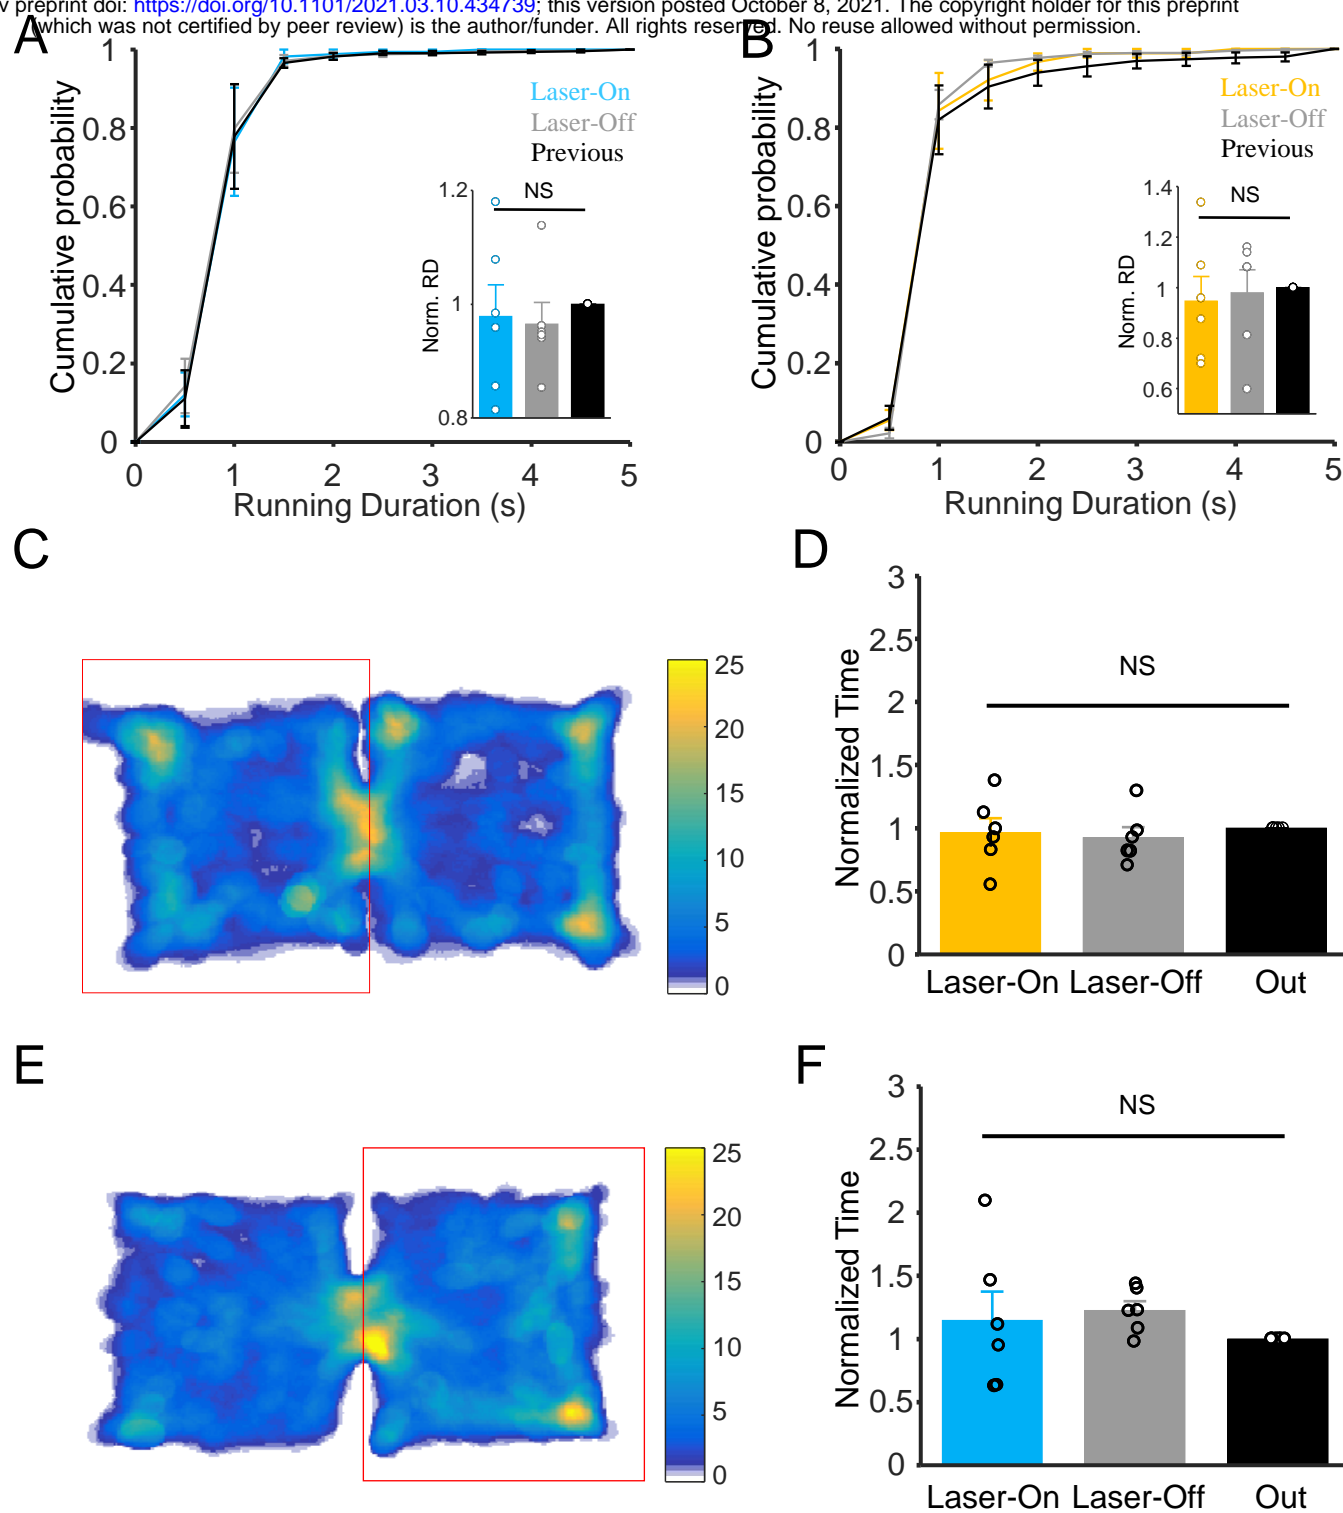 v preprint doi: https://doi.org/10.1101/2021.03.10.434739; this version posted October 8, 2021. The copyright holder for this preprint
(which was not certified by peer review) is the author/funder. All rights reserved. No reuse allowed without permission.
A
1
0.8
0.6
0.4
0.2
0
0 1 2 3 4 5
Cumulative probability
Running Duration (s)
Laser-On
Laser-Off
Previous
NS
1.2
1
0.8
Norm. RD
B
1
0.8
0.6
0.4
0.2
0
0 1 2 3 4 5
Cumulative probability
Running Duration (s)
Laser-On
Laser-Off
Previous
NS
1.4
1.2
1
0.8
0.6
Norm. RD
C
25
20
15
10
5
0
D
3
2.5
2
1.5
1
0.5
0
Normalized Time
NS
Laser-On Laser-Off Out
E
25
20
15
10
5
0
F
3
2.5
2
1.5
1
0.5
0
Normalized Time
NS
Laser-On Laser-Off Out